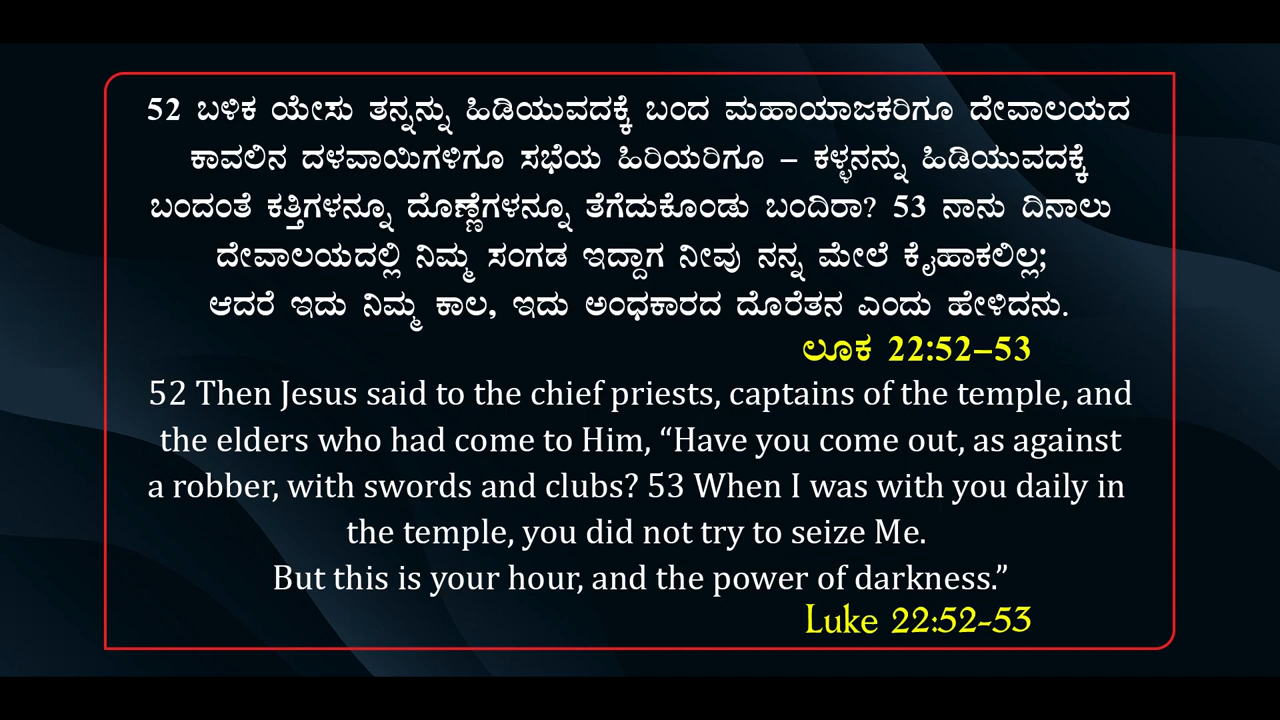 52 ಬಳಿಕ ಯೇಸು ತನ್ನನ್ನು ಹಿಡಿಯುವದಕ್ಕೆ ಬಂದ ಮಹಾಯಾಜಕರಿಗೂ ದೇವಾಲಯದ
ಕಾವಲಿನ ದಳವಾಯಿಗಳಿಗೂ ಸಭೆಯ ಹಿರಿಯರಿಗೂ – ಕಳ್ಳನನ್ನು ಹಿಡಿಯುವದಕ್ಕೆ
ಬಂದಂತೆ ಕತ್ತಿಗಳನ್ನೂ ದೊಣ್ಣೆಗಳನ್ನೂ ತೆಗೆದುಕೊಂಡು ಬಂದಿರಾ? 53 ನಾನು ದಿನಾಲು
ದೇವಾಲಯದಲ್ಲಿ ನಿಮ್ಮ ಸಂಗಡ ಇದ್ದಾಗ ನೀವು ನನ್ನ ಮೇಲೆ ಕೈಹಾಕಲಿಲ್ಲ;
ಆದರೆ ಇದು ನಿಮ್ಮ ಕಾಲ, ಇದು ಅಂಧಕಾರದ ದೊರೆತನ ಎಂದು ಹೇಳಿದನು.
ಲೂಕ 22:52–53
52 Then Jesus said to the chief priests, captains of the temple, and
the elders who had come to Him, “Have you come out, as against
a robber, with swords and clubs? 53 When I was with you daily in
the temple, you did not try to seize Me.
But this is your hour, and the power of darkness.”
Luke 22:52-53